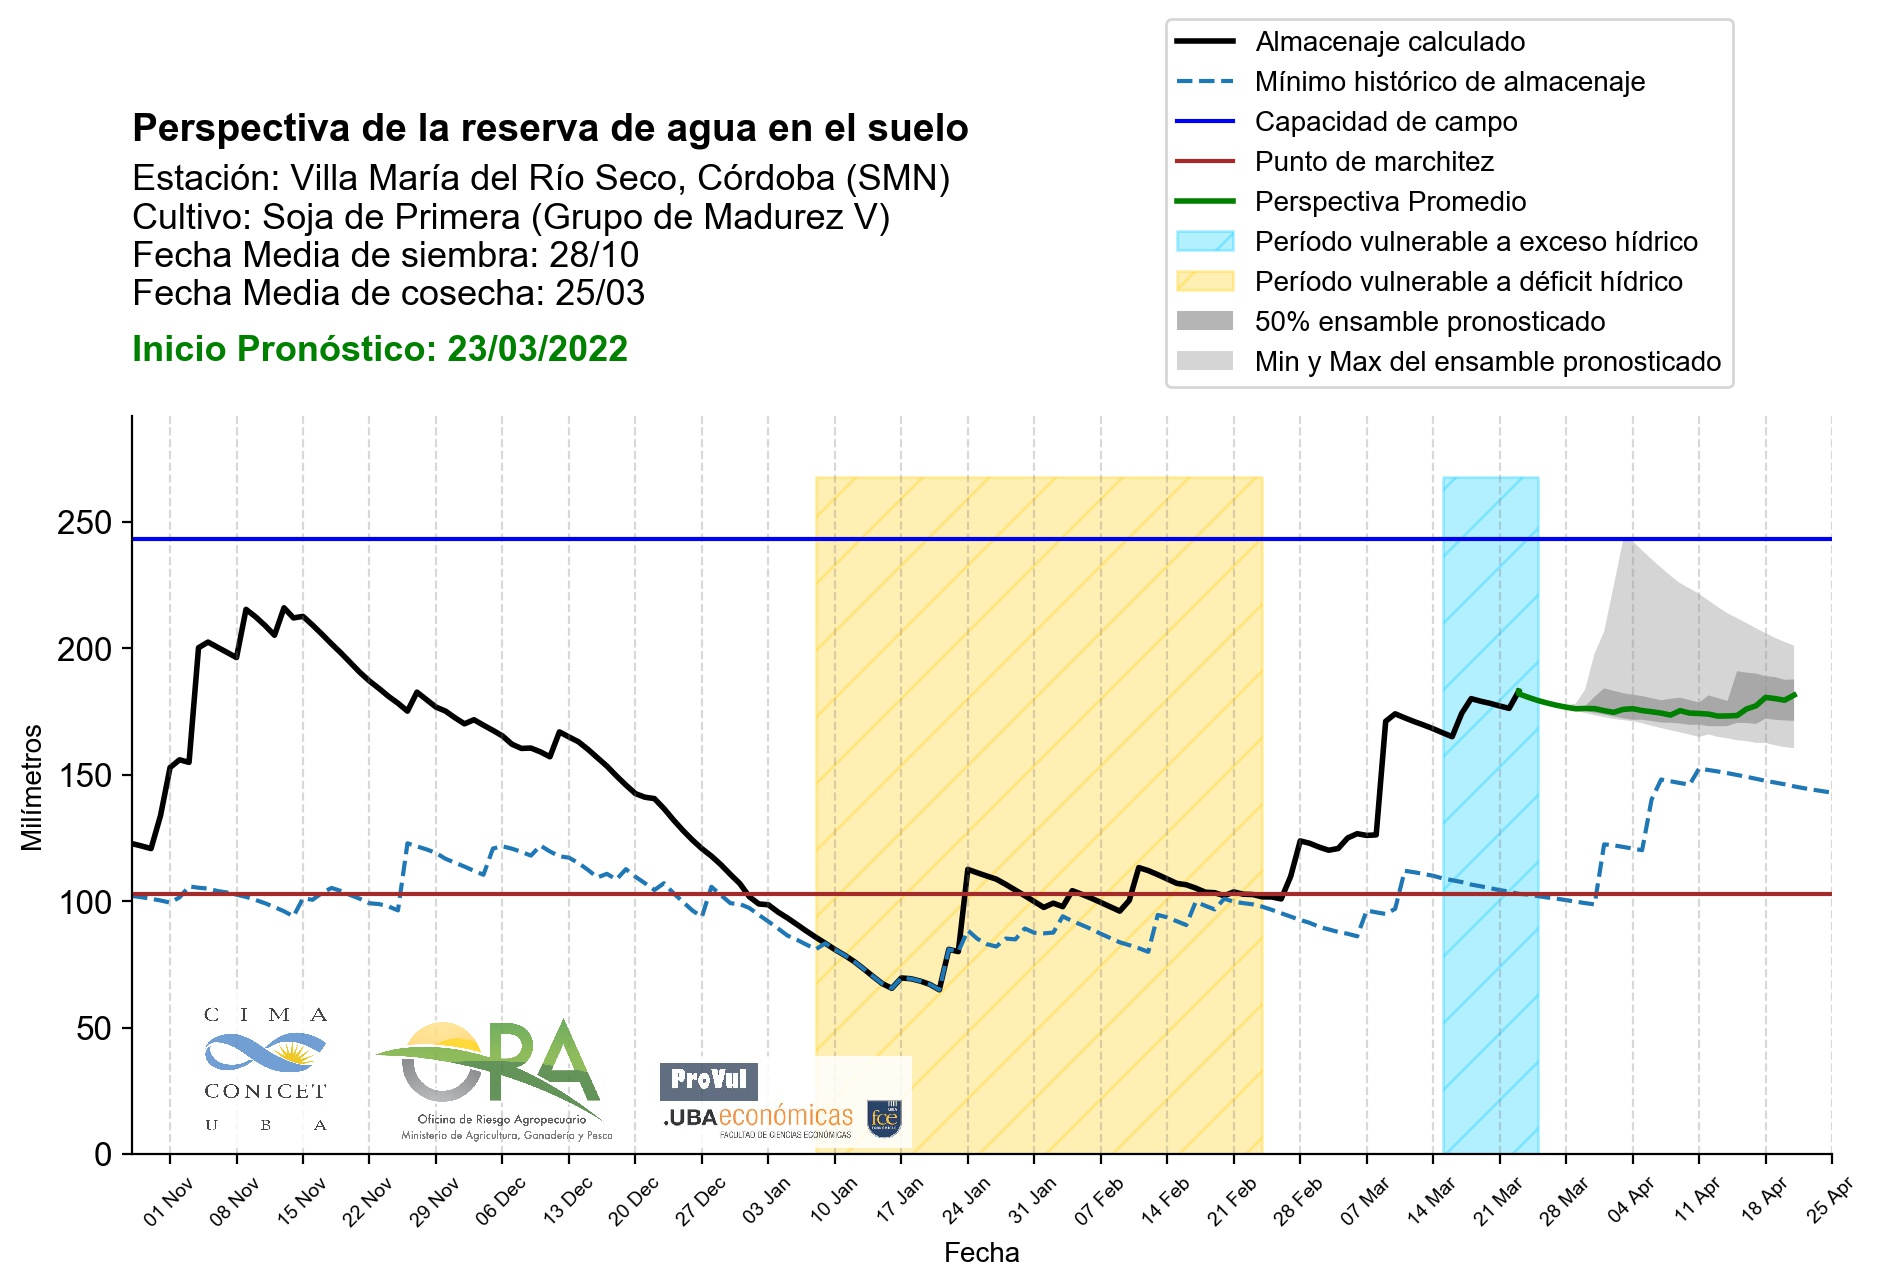 Almacenaje calculado
Mínimo histórico de almacenaje
Capacidad de campo
Punto de marchitez
Perspectiva Promedio
Período vulnerable a exceso hídrico
Período vulnerable a déficit hídrico
50% ensamble pronosticado
Min y Max del ensamble pronosticado
Perspectiva de la reserva de agua en el suelo
Estación: Villa María del Río Seco, Córdoba (SMN)
Cultivo: Soja de Primera (Grupo de Madurez V)
Fecha Media de siembra: 28/10
Fecha Media de cosecha: 25/03
Inicio Pronóstico: 23/03/2022
Milímetros
250
200
150
100
50
0
CIMA
CONICET
UBA
ORA
Oficina de Riesgo Agropecuario
Ministerio de Agricultura, Ganadería y Pesca
ProVul
.UBAeconómicas
FACULTAD DE CIENCIAS ECONÓMICAS
UBA
fce
ECONÓMICAS
01 Nov
08 Nov
15 Nov
22 Nov
29 Nov
06 Dec
13 Dec
20 Dec
27 Dec
03 Jan
10 Jan
17 Jan
24 Jan
31 Jan
07 Feb
14 Feb
21 Feb
28 Feb
07 Mar
14 Mar
21 Mar
28 Mar
04 Apr
11 Apr
18 Apr
25 Apr
Fecha